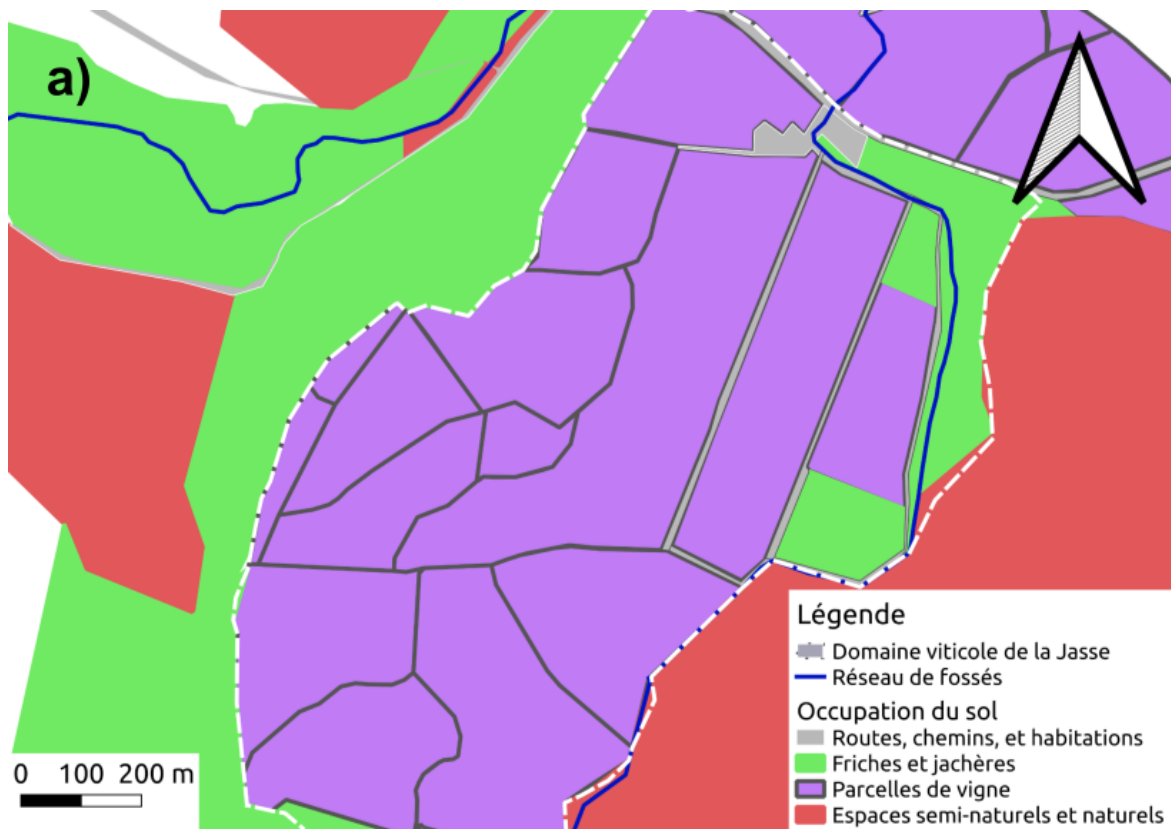 a)
Légende
Domaine viticole de la Jasse
Réseau de fossés
Occupation du sol
Routes, chemins, et habitations
Friches et jachères
Parcelles de vigne
Espaces semi-naturels et naturels
0 100 200 m